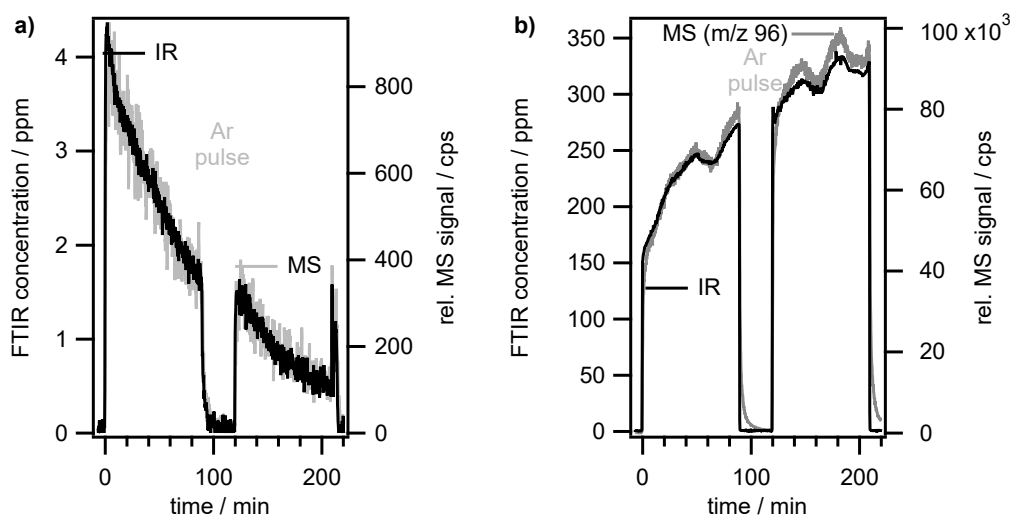 a)
IR
Ar
pulse
MS
4
3
2
1
0
FTIR concentration / ppm
800
600
400
200
0
rel. MS signal / cps
0
100
200
time / min
b)
MS (m/z 96)
Ar
pulse
IR
350
300
250
200
150
100
50
0
FTIR concentration / ppm
100 x10³
80
60
40
20
0
rel. MS signal / cps
0
100
200
time / min